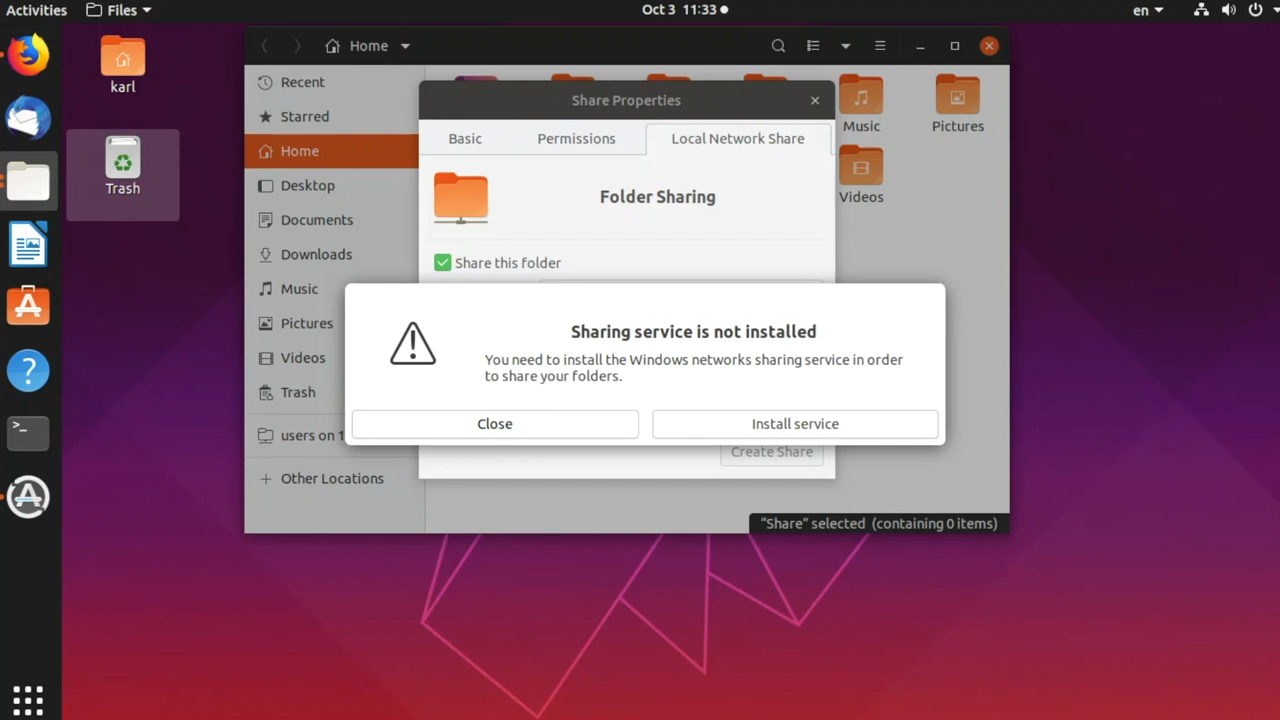 Activities
Files
Oct 3 11:33
en
karl
Trash
Home
Recent
Starred
Home
Desktop
Documents
Downloads
Music
Pictures
Videos
Trash
users on 1
Other Locations
Music
Pictures
Videos
Share Properties
Basic
Permissions
Local Network Share
Folder Sharing
Share this folder
Sharing service is not installed
You need to install the Windows networks sharing service in order
to share your folders.
Close
Install service
Create Share
“Share” selected (containing 0 items)